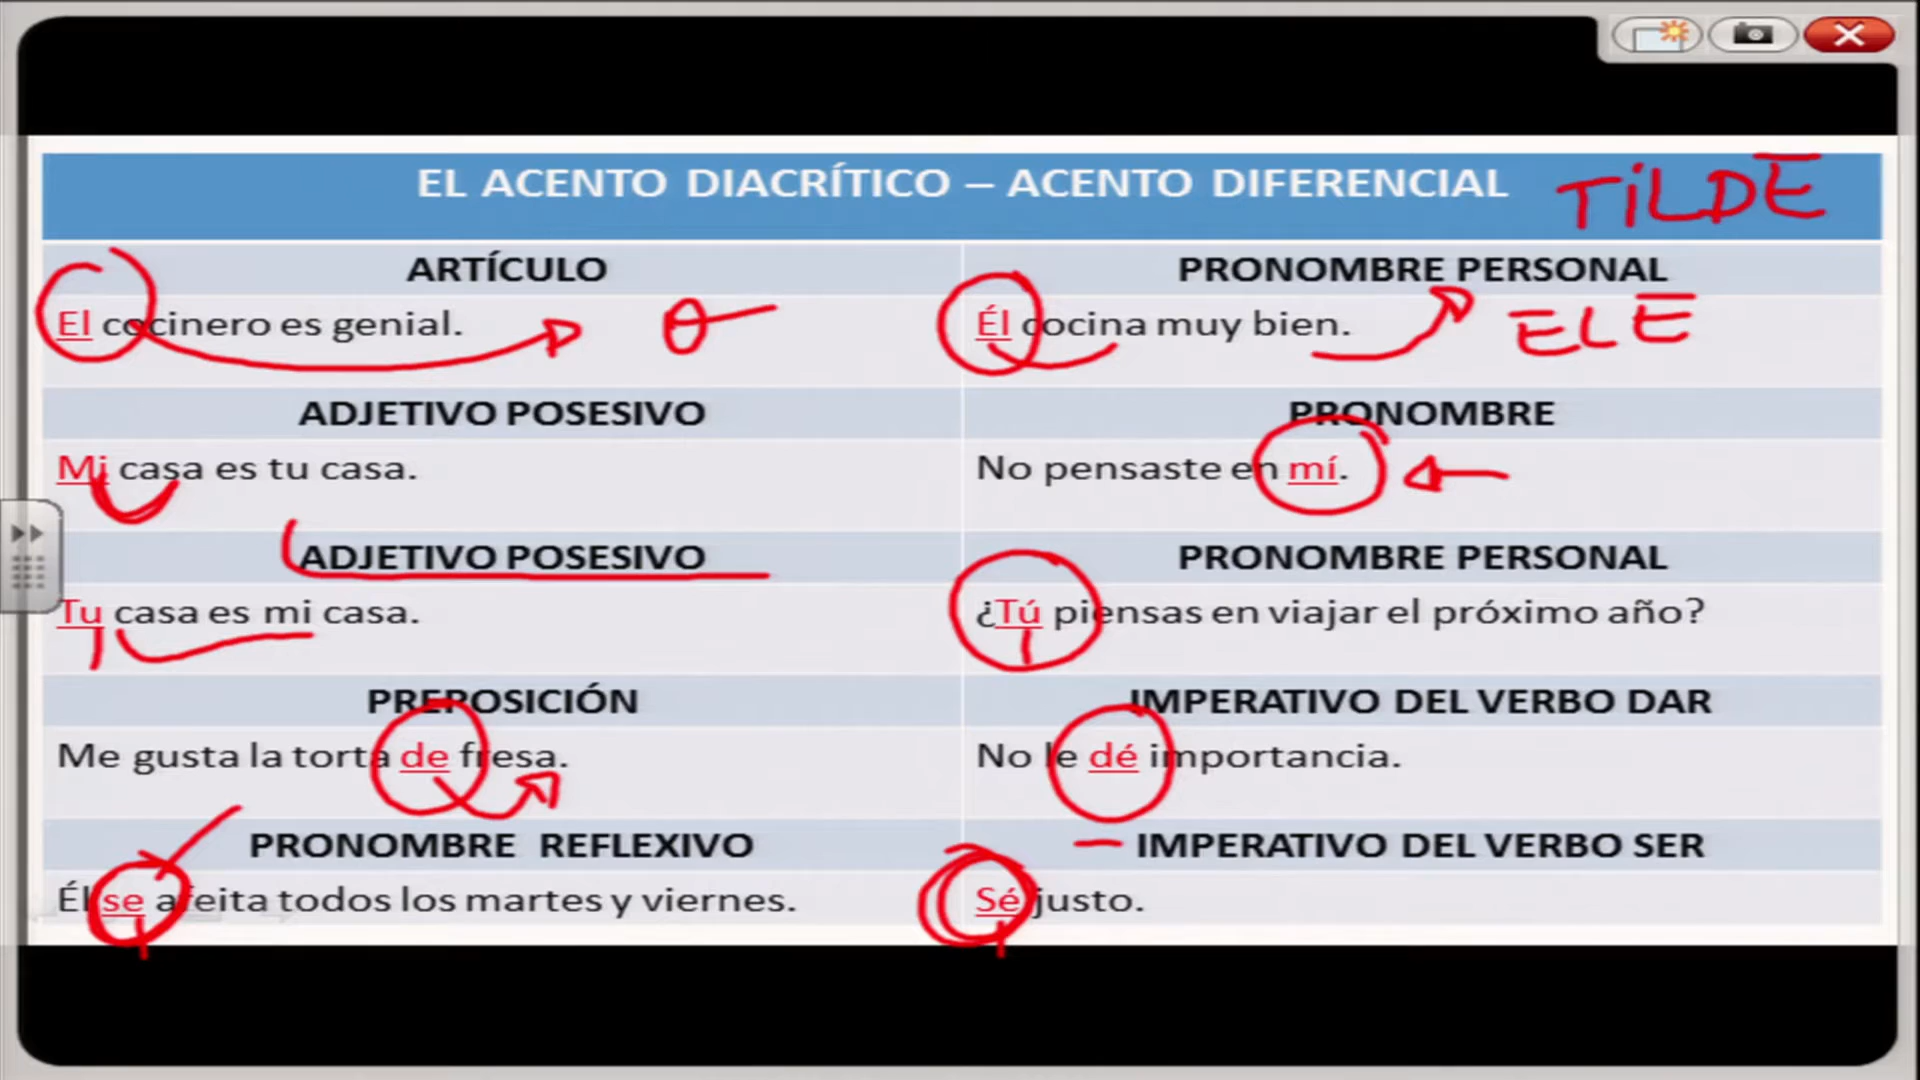 EL ACENTO DIACRÍTICO – ACENTO DIFERENCIAL TiLDE
ARTÍCULO
PRONOMBRE PERSONAL
El cocinero es genial.
Él cocina muy bien. ELE
ADJETIVO POSESIVO
PRONOMBRE
Mi casa es tu casa.
No pensaste en mí.
ADJETIVO POSESIVO
PRONOMBRE PERSONAL
Tu casa es mi casa.
¿Tú piensas en viajar el próximo año?
PREPOSICIÓN
IMPERATIVO DEL VERBO DAR
Me gusta la torta de fresa.
No le dé importancia.
PRONOMBRE REFLEXIVO
IMPERATIVO DEL VERBO SER
Él se afeita todos los martes y viernes.
Sé justo.